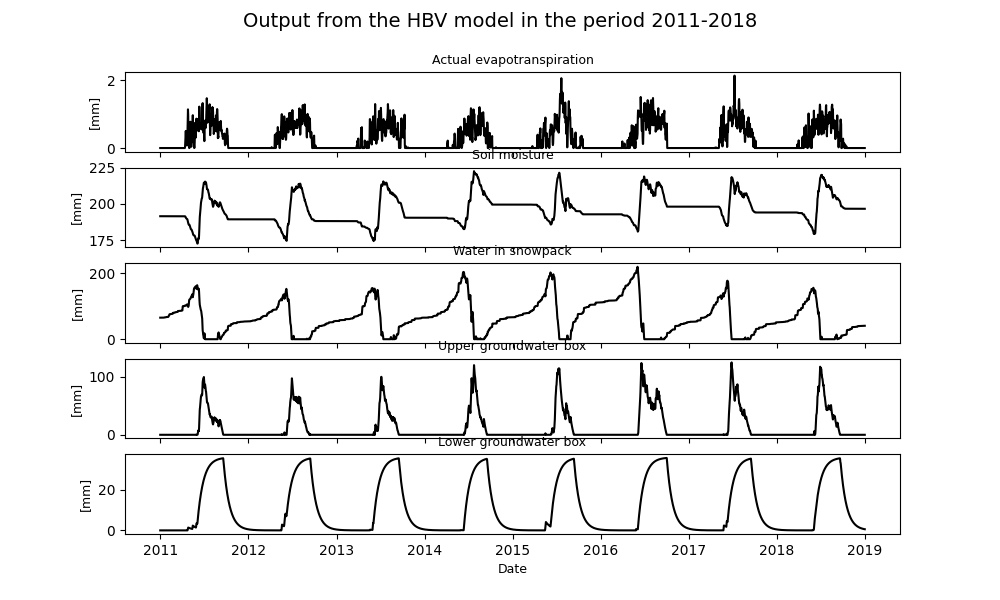 Output from the HBV model in the period 2011-2018
Actual evapotranspiration
2
0
[mm]
Soil moisture
225
200
175
[mm]
Water in snowpack
200
0
[mm]
Upper groundwater box
100
0
[mm]
Lower groundwater box
20
0
[mm]
2011 2012 2013 2014 2015 2016 2017 2018 2019
Date